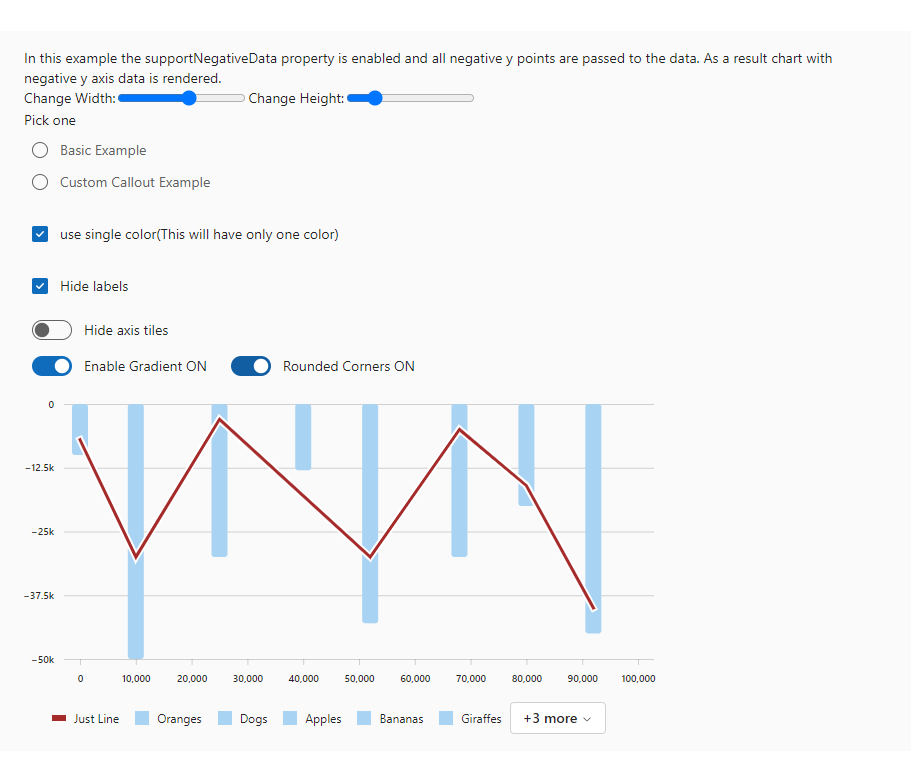 In this example the supportNegativeData property is enabled and all negative y points are passed to the data. As a result chart with
negative y axis data is rendered.
Change Width: Change Height:
Pick one
Basic Example
Custom Callout Example
use single color(This will have only one color)
Hide labels
Hide axis tiles
Enable Gradient ON Rounded Corners ON
0
−12.5k
−25k
−37.5k
−50k
0 10,000 20,000 30,000 40,000 50,000 60,000 70,000 80,000 90,000 100,000
Just Line Oranges Dogs Apples Bananas Giraffes +3 more